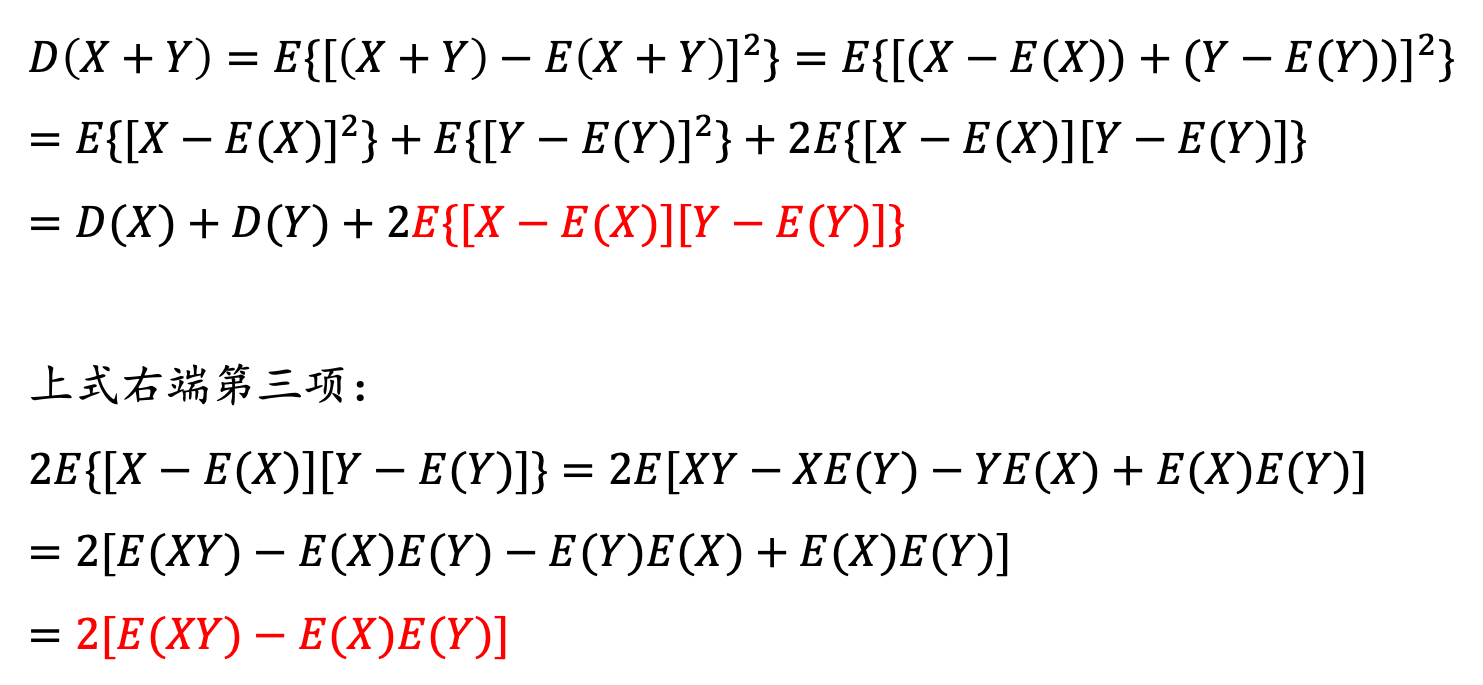 D(X + Y) = E{[(X + Y) − E(X + Y)]²} = E{[(X − E(X)) + (Y − E(Y))]²}
= E{[X − E(X)]²} + E{[Y − E(Y)]²} + 2E{[X − E(X)][Y − E(Y)]}
= D(X) + D(Y) + 2E{[X − E(X)][Y − E(Y)]}
上式右端第三项：
2E{[X − E(X)][Y − E(Y)]} = 2E[XY − XE(Y) − YE(X) + E(X)E(Y)]
= 2[E(XY) − E(X)E(Y) − E(Y)E(X) + E(X)E(Y)]
= 2[E(XY) − E(X)E(Y)]